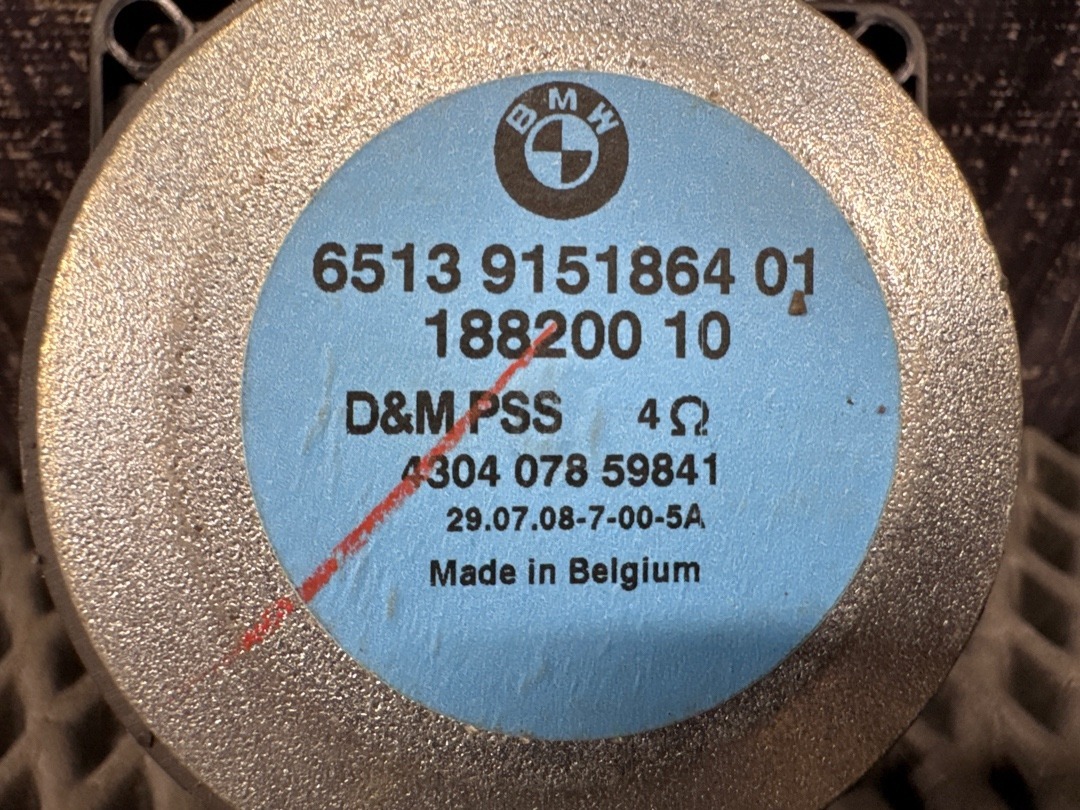 BMW
6513 9151864 01
188200 10
D&M PSS 4 Ω
4304 078 59841
29.07.08-7-00-5A
Made in Belgium